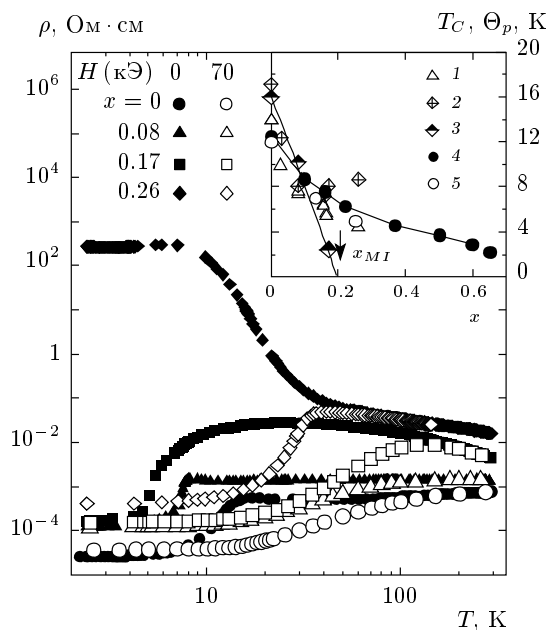 ρ, Ом · см
T_C, Θ_p, К
H (кЭ) 0 70
x = 0
0.08
0.17
0.26
1
2
3
4
5
20
16
12
8
4
0
x_{MI}
0 0.2 0.4 0.6
x
10^6
10^4
10^2
1
10^{-2}
10^{-4}
10 100
T, К